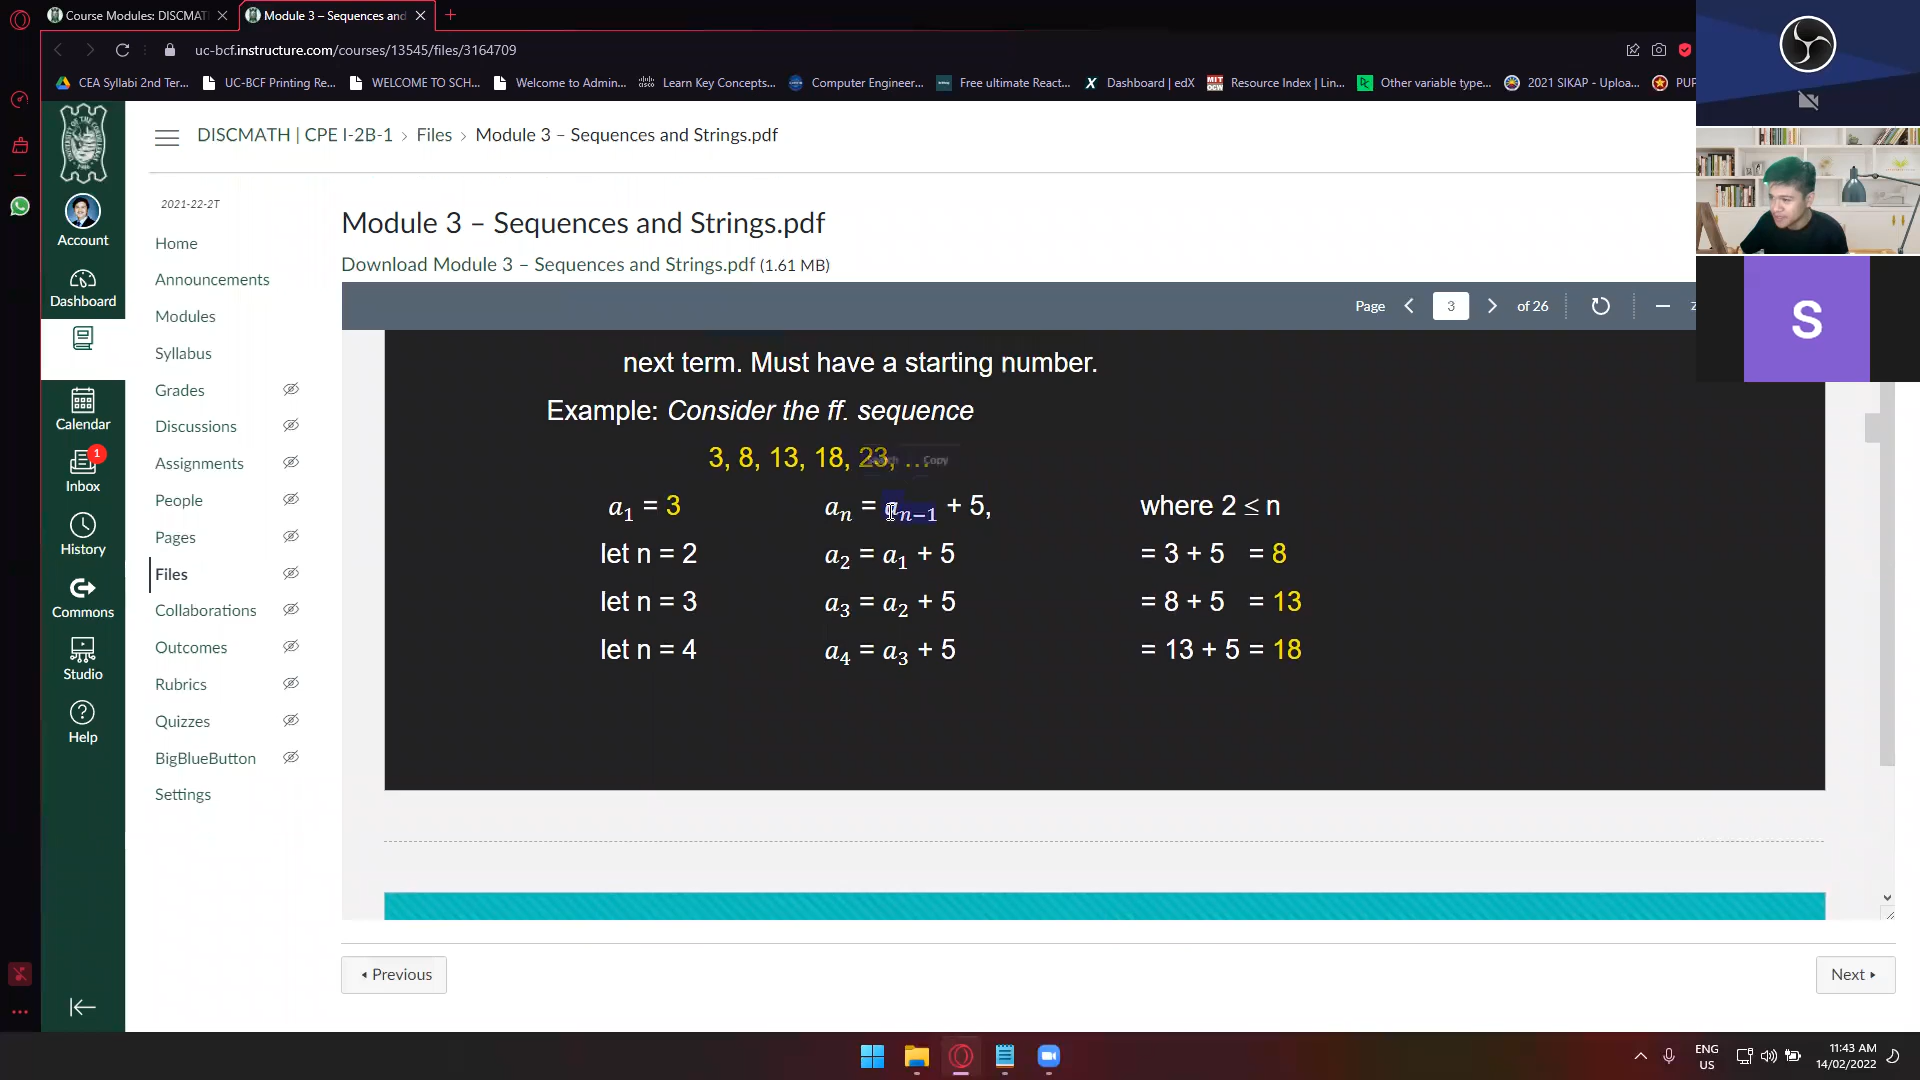 Course Modules: DISCMAT
Module 3 – Sequences and
uc-bcf.instructure.com/courses/13545/files/3164709
CEA Syllabi 2nd Ter...
UC-BCF Printing Re...
WELCOME TO SCH...
Welcome to Admin...
Learn Key Concepts...
Computer Engineer...
Free ultimate React...
Dashboard | edX
Resource Index | Lin...
Other variable type...
2021 SIKAP - Uploa...
PUP
DISCMATH | CPE I-2B-1 › Files › Module 3 – Sequences and Strings.pdf
Account
Dashboard
Calendar
1
Inbox
History
Commons
Studio
Help
2021-22-2T
Home
Announcements
Modules
Syllabus
Grades
Discussions
Assignments
People
Pages
Files
Collaborations
Outcomes
Rubrics
Quizzes
BigBlueButton
Settings
Module 3 – Sequences and Strings.pdf
Download Module 3 – Sequences and Strings.pdf (1.61 MB)
Page 3 of 26
next term. Must have a starting number.
Example: Consider the ff. sequence
3, 8, 13, 18, 23, ...
Copy
a₁ = 3 aₙ = aₙ₋₁ + 5, where 2 ≤ n
let n = 2 a₂ = a₁ + 5 = 3 + 5 = 8
let n = 3 a₃ = a₂ + 5 = 8 + 5 = 13
let n = 4 a₄ = a₃ + 5 = 13 + 5 = 18
Previous
Next
S
ENG
US
11:43 AM
14/02/2022